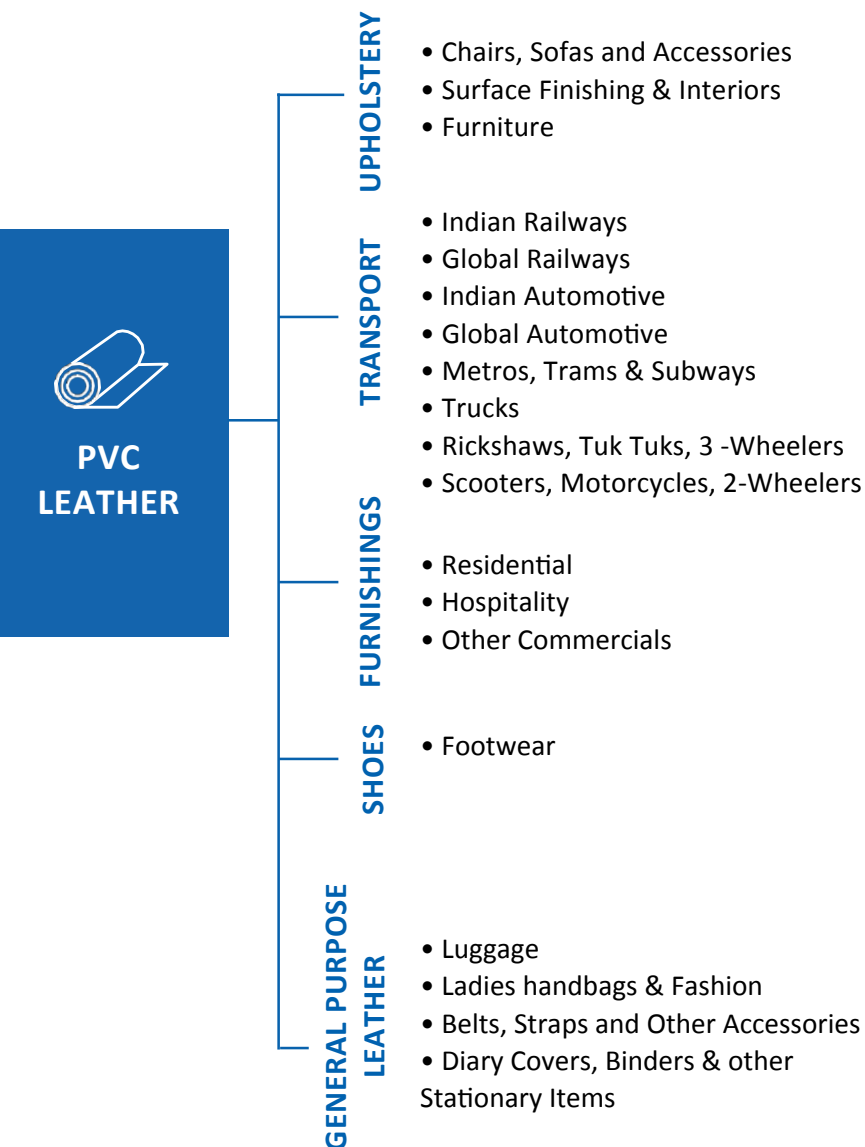 PVC
LEATHER
UPHOLSTERY
• Chairs, Sofas and Accessories
• Surface Finishing & Interiors
• Furniture
TRANSPORT
• Indian Railways
• Global Railways
• Indian Automotive
• Global Automotive
• Metros, Trams & Subways
• Trucks
• Rickshaws, Tuk Tuks, 3 -Wheelers
• Scooters, Motorcycles, 2-Wheelers
FURNISHINGS
• Residential
• Hospitality
• Other Commercials
SHOES
• Footwear
GENERAL PURPOSE
LEATHER
• Luggage
• Ladies handbags & Fashion
• Belts, Straps and Other Accessories
• Diary Covers, Binders & other
Stationary Items